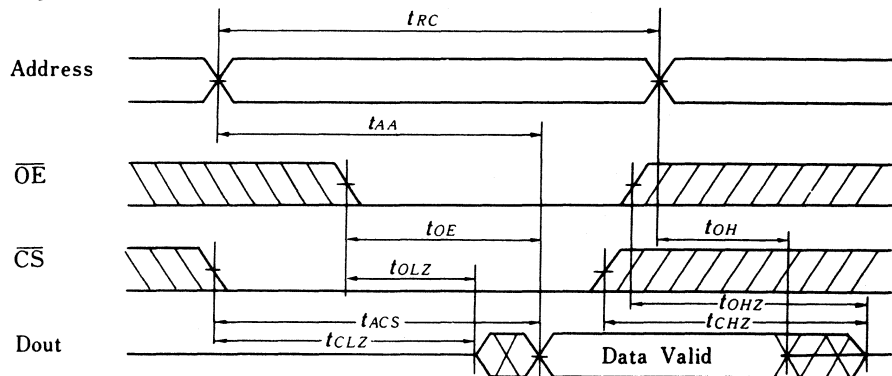 tRC
Address
tAA
OE
tOE
tOH
CS
tOLZ
tOHZ
tACS
tCHZ
tCLZ
Dout
Data Valid